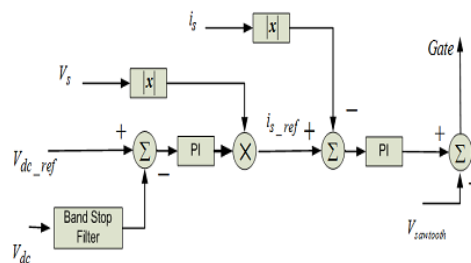 i_s
|x|
Gate
V_s
|x|
i_s_ref
+
−
+
−
+
−
Σ
PI
X
Σ
PI
Σ
V_dc_ref
Band Stop
Filter
V_dc
V_sawtooth